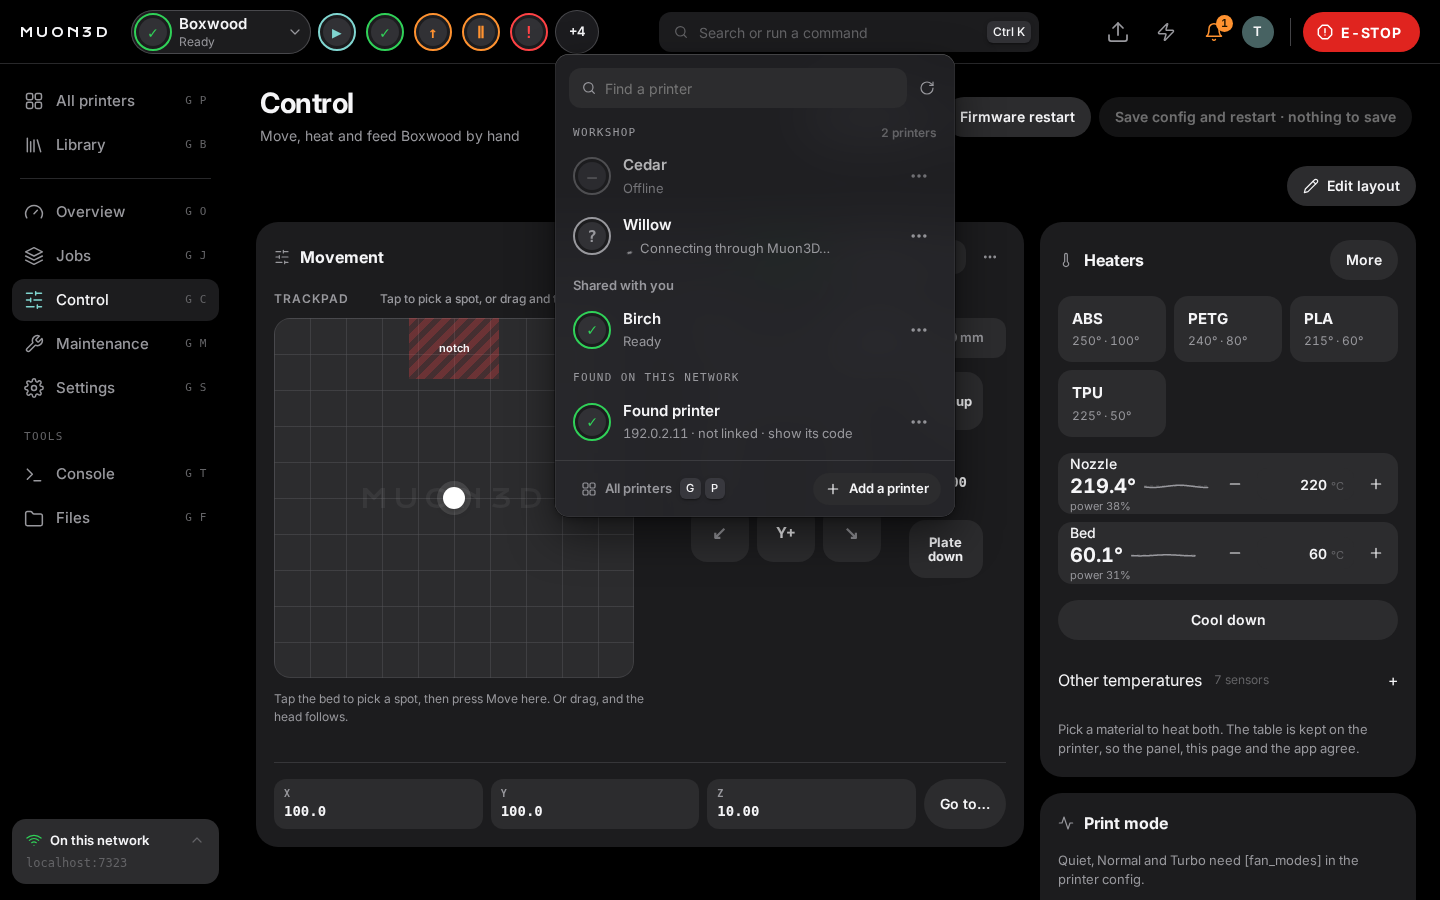 MUON3D
Boxwood
Ready
+4
Search or run a command
Ctrl K
1
T
E-STOP
All printers
G P
Library
G B
Overview
G O
Jobs
G J
Control
G C
Maintenance
G M
Settings
G S
TOOLS
Console
G T
Files
G F
On this network
localhost:7323
Control
Move, heat and feed Boxwood by hand
Firmware restart
Save config and restart · nothing to save
Edit layout
Find a printer
WORKSHOP
2 printers
Cedar
Offline
Willow
Connecting through Muon3D...
Shared with you
Birch
Ready
FOUND ON THIS NETWORK
Found printer
192.0.2.11 · not linked · show its code
All printers
G
P
Add a printer
Movement
TRACKPAD
Tap to pick a spot, or drag and
notch
MUON3D
mm
up
00
Y+
Plate
down
Tap the bed to pick a spot, then press Move here. Or drag, and the
head follows.
X
100.0
Y
100.0
Z
10.00
Go to...
Heaters
More
ABS
250° · 100°
PETG
240° · 80°
PLA
215° · 60°
TPU
225° · 50°
Nozzle
219.4°
power 38%
220 °C
Bed
60.1°
power 31%
60 °C
Cool down
Other temperatures
7 sensors
Pick a material to heat both. The table is kept on the
printer, so the panel, this page and the app agree.
Print mode
Quiet, Normal and Turbo need [fan_modes] in the
printer config.